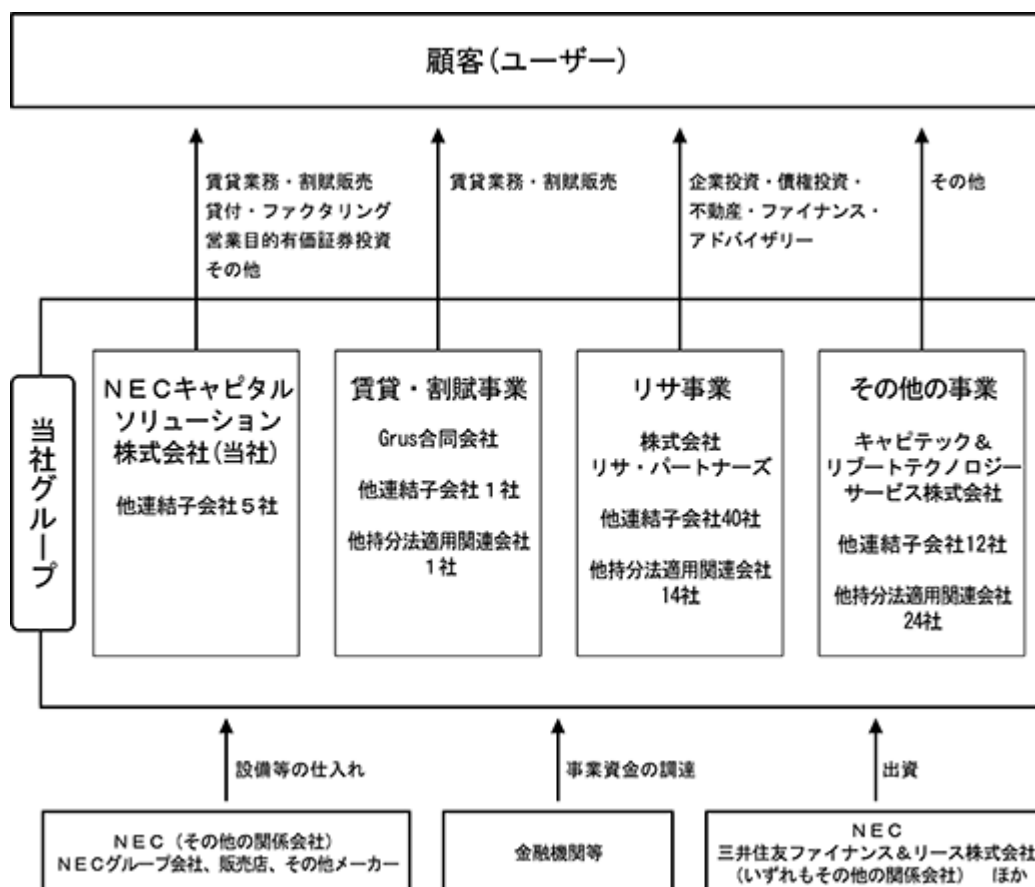 顧客(ユーザー)
賃貸業務・割賦販売
貸付・ファクタリング
営業目的有価証券投資
その他
賃貸業務・割賦販売
企業投資・債権投資・
不動産・ファイナンス・
アドバイザリー
その他
当社グループ
NECキャピタル
ソリューション
株式会社(当社)
他連結子会社5社
賃貸・割賦事業
Grus合同会社
他連結子会社1社
他持分法適用関連会社
1社
リサ事業
株式会社
リサ・パートナーズ
他連結子会社40社
他持分法適用関連会社
14社
その他の事業
キャピテック&
リブートテクノロジー
サービス株式会社
他連結子会社12社
他持分法適用関連会社
24社
設備等の仕入れ
事業資金の調達
出資
NEC(その他の関係会社)
NECグループ会社、販売店、その他メーカー
金融機関等
NEC
三井住友ファイナンス&リース株式会社
(いずれもその他の関係会社) ほか